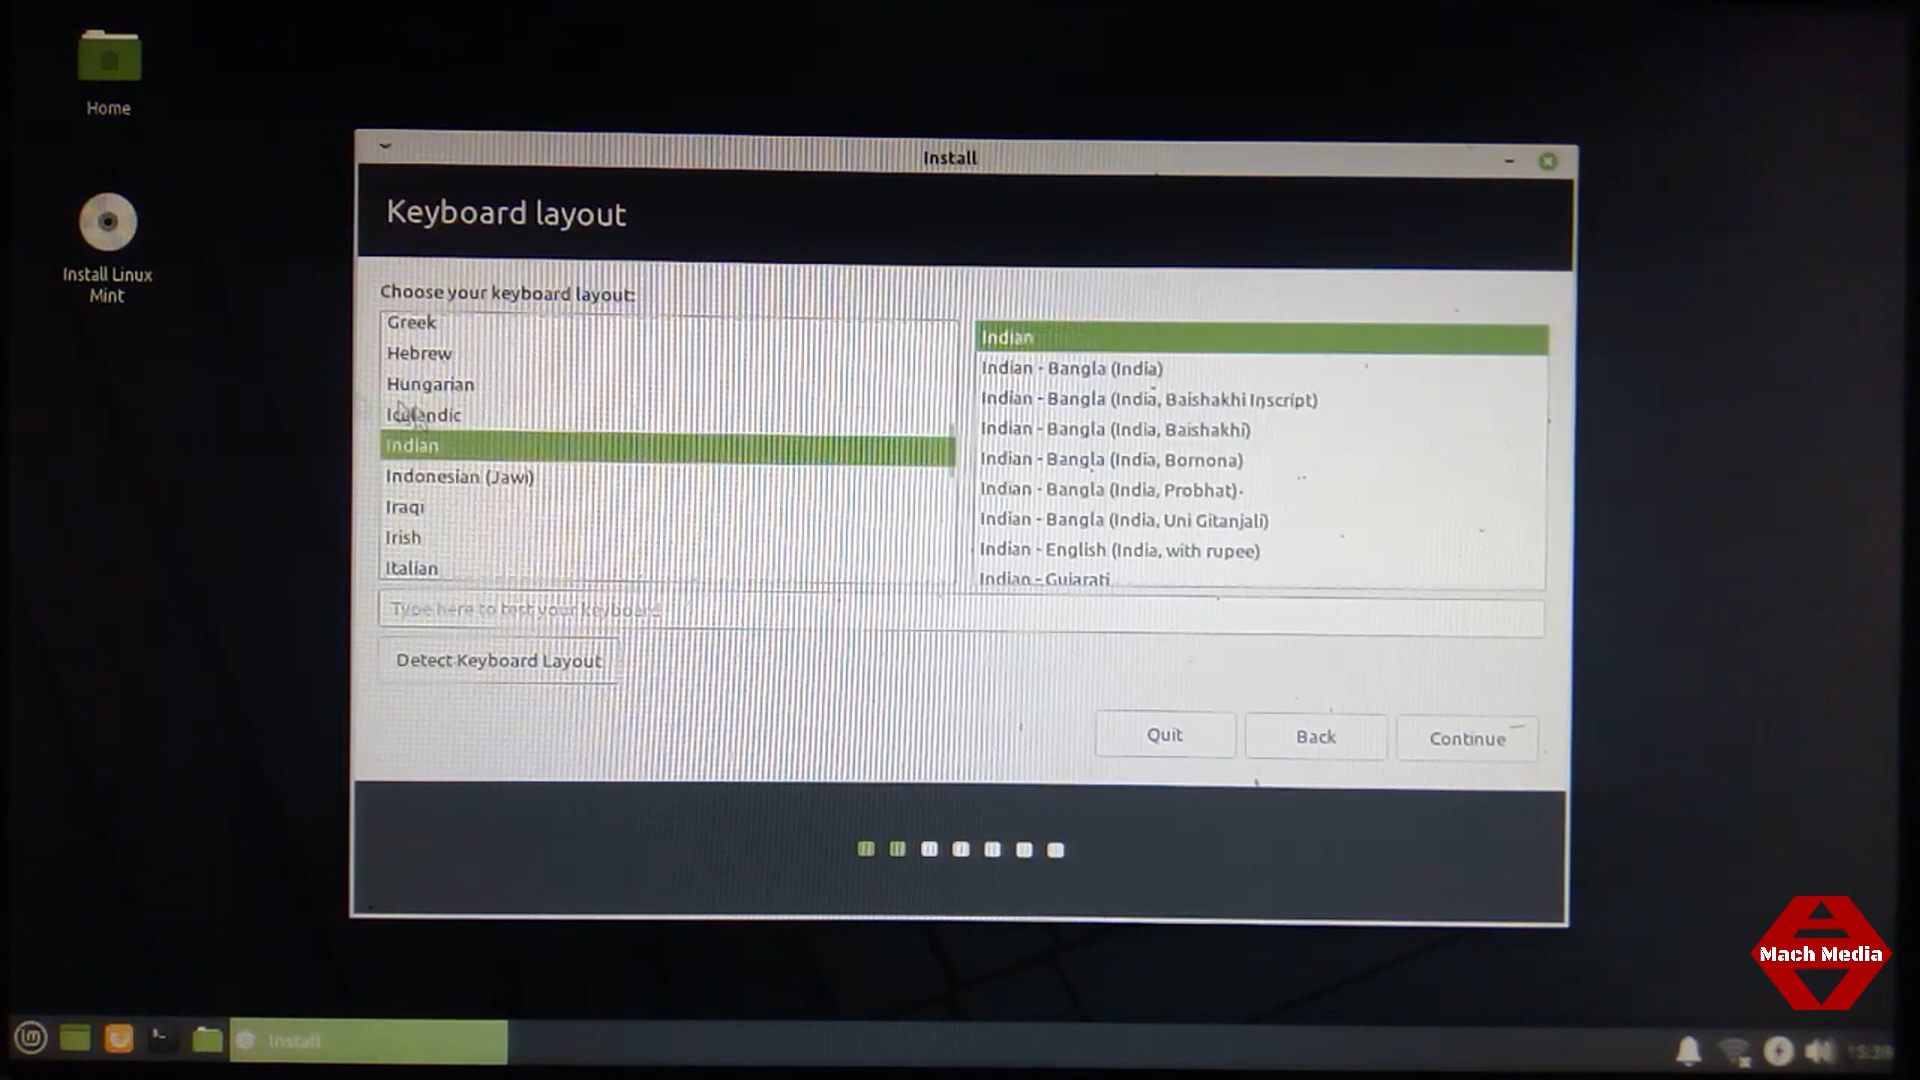 Home
Install Linux
Mint
Install
Keyboard layout
Choose your keyboard layout:
Greek
Hebrew
Hungarian
Icelandic
Indian
Indonesian (Jawi)
Iraqi
Irish
Italian
Indian
Indian - Bangla (India)
Indian - Bangla (India, Baishakhi Inscript)
Indian - Bangla (India, Baishakhi)
Indian - Bangla (India, Bornona)
Indian - Bangla (India, Probhat)
Indian - Bangla (India, Uni Gitanjali)
Indian - English (India, with rupee)
Indian - Gujarati
Type here to test your keyboard
Detect Keyboard Layout
Quit
Back
Continue
Mach Media
Install